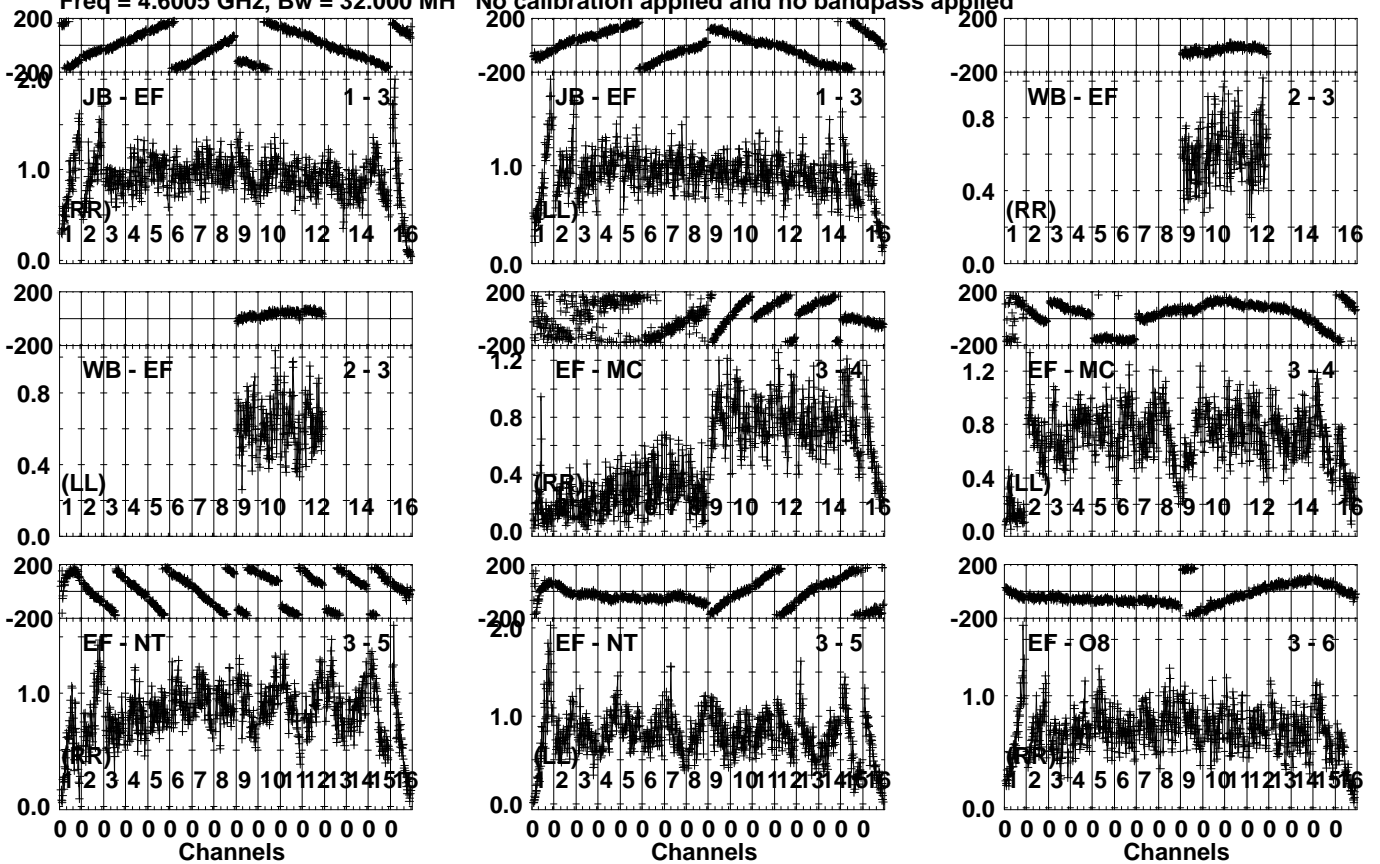 Freq = 4.6005 GHz, Bw = 32.000 MH No calibration applied and no bandpass applied
200 200 200
-200 -200 -200
2.0
JB - EF 1 - 3 JB - EF 1 - 3 WB - EF 2 - 3
0.8
1.0 1.0
0.4
(RR) (LL) (RR)
1 2 3 4 5 6 7 8 9 10 12 14 16 1 2 3 4 5 6 7 8 9 10 12 14 16 1 2 3 4 5 6 7 8 9 10 12 14 16
0.0 0.0 0.0
200 200 200
-200 -200 -200
1.2 1.2
WB - EF 2 - 3 EF - MC 3 - 4 EF - MC 3 - 4
0.8 0.8 0.8
0.4 0.4 0.4
(LL) (RR) (LL)
1 2 3 4 5 6 7 8 9 10 12 14 16 6 7 8 9 10 12 14 16 2 3 4 5 6 7 8 9 10 12 14 16
0.0 0.0 0.0
200 200 200
-200 -200 -200
2.0
EF - NT 3 - 5 EF - NT 3 - 5 EF - O8 3 - 6
1.0 1.0 1.0
(RR) (LL) (RR)
1 2 3 4 5 6 7 8 9 10 11 12 13 14 15 16 1 2 3 4 5 6 7 8 9 10 11 12 13 14 15 16 1 2 3 4 5 6 7 8 9 10 11 12 13 14 15 16
0.0 0.0 0.0
0 0 0 0 0 0 0 0 0 0 0 0 0 0 0 0 0 0 0 0 0 0 0 0 0 0 0 0 0 0 0 0 0 0 0 0 0 0 0 0 0 0 0 0 0 0 0 0
Channels Channels Channels